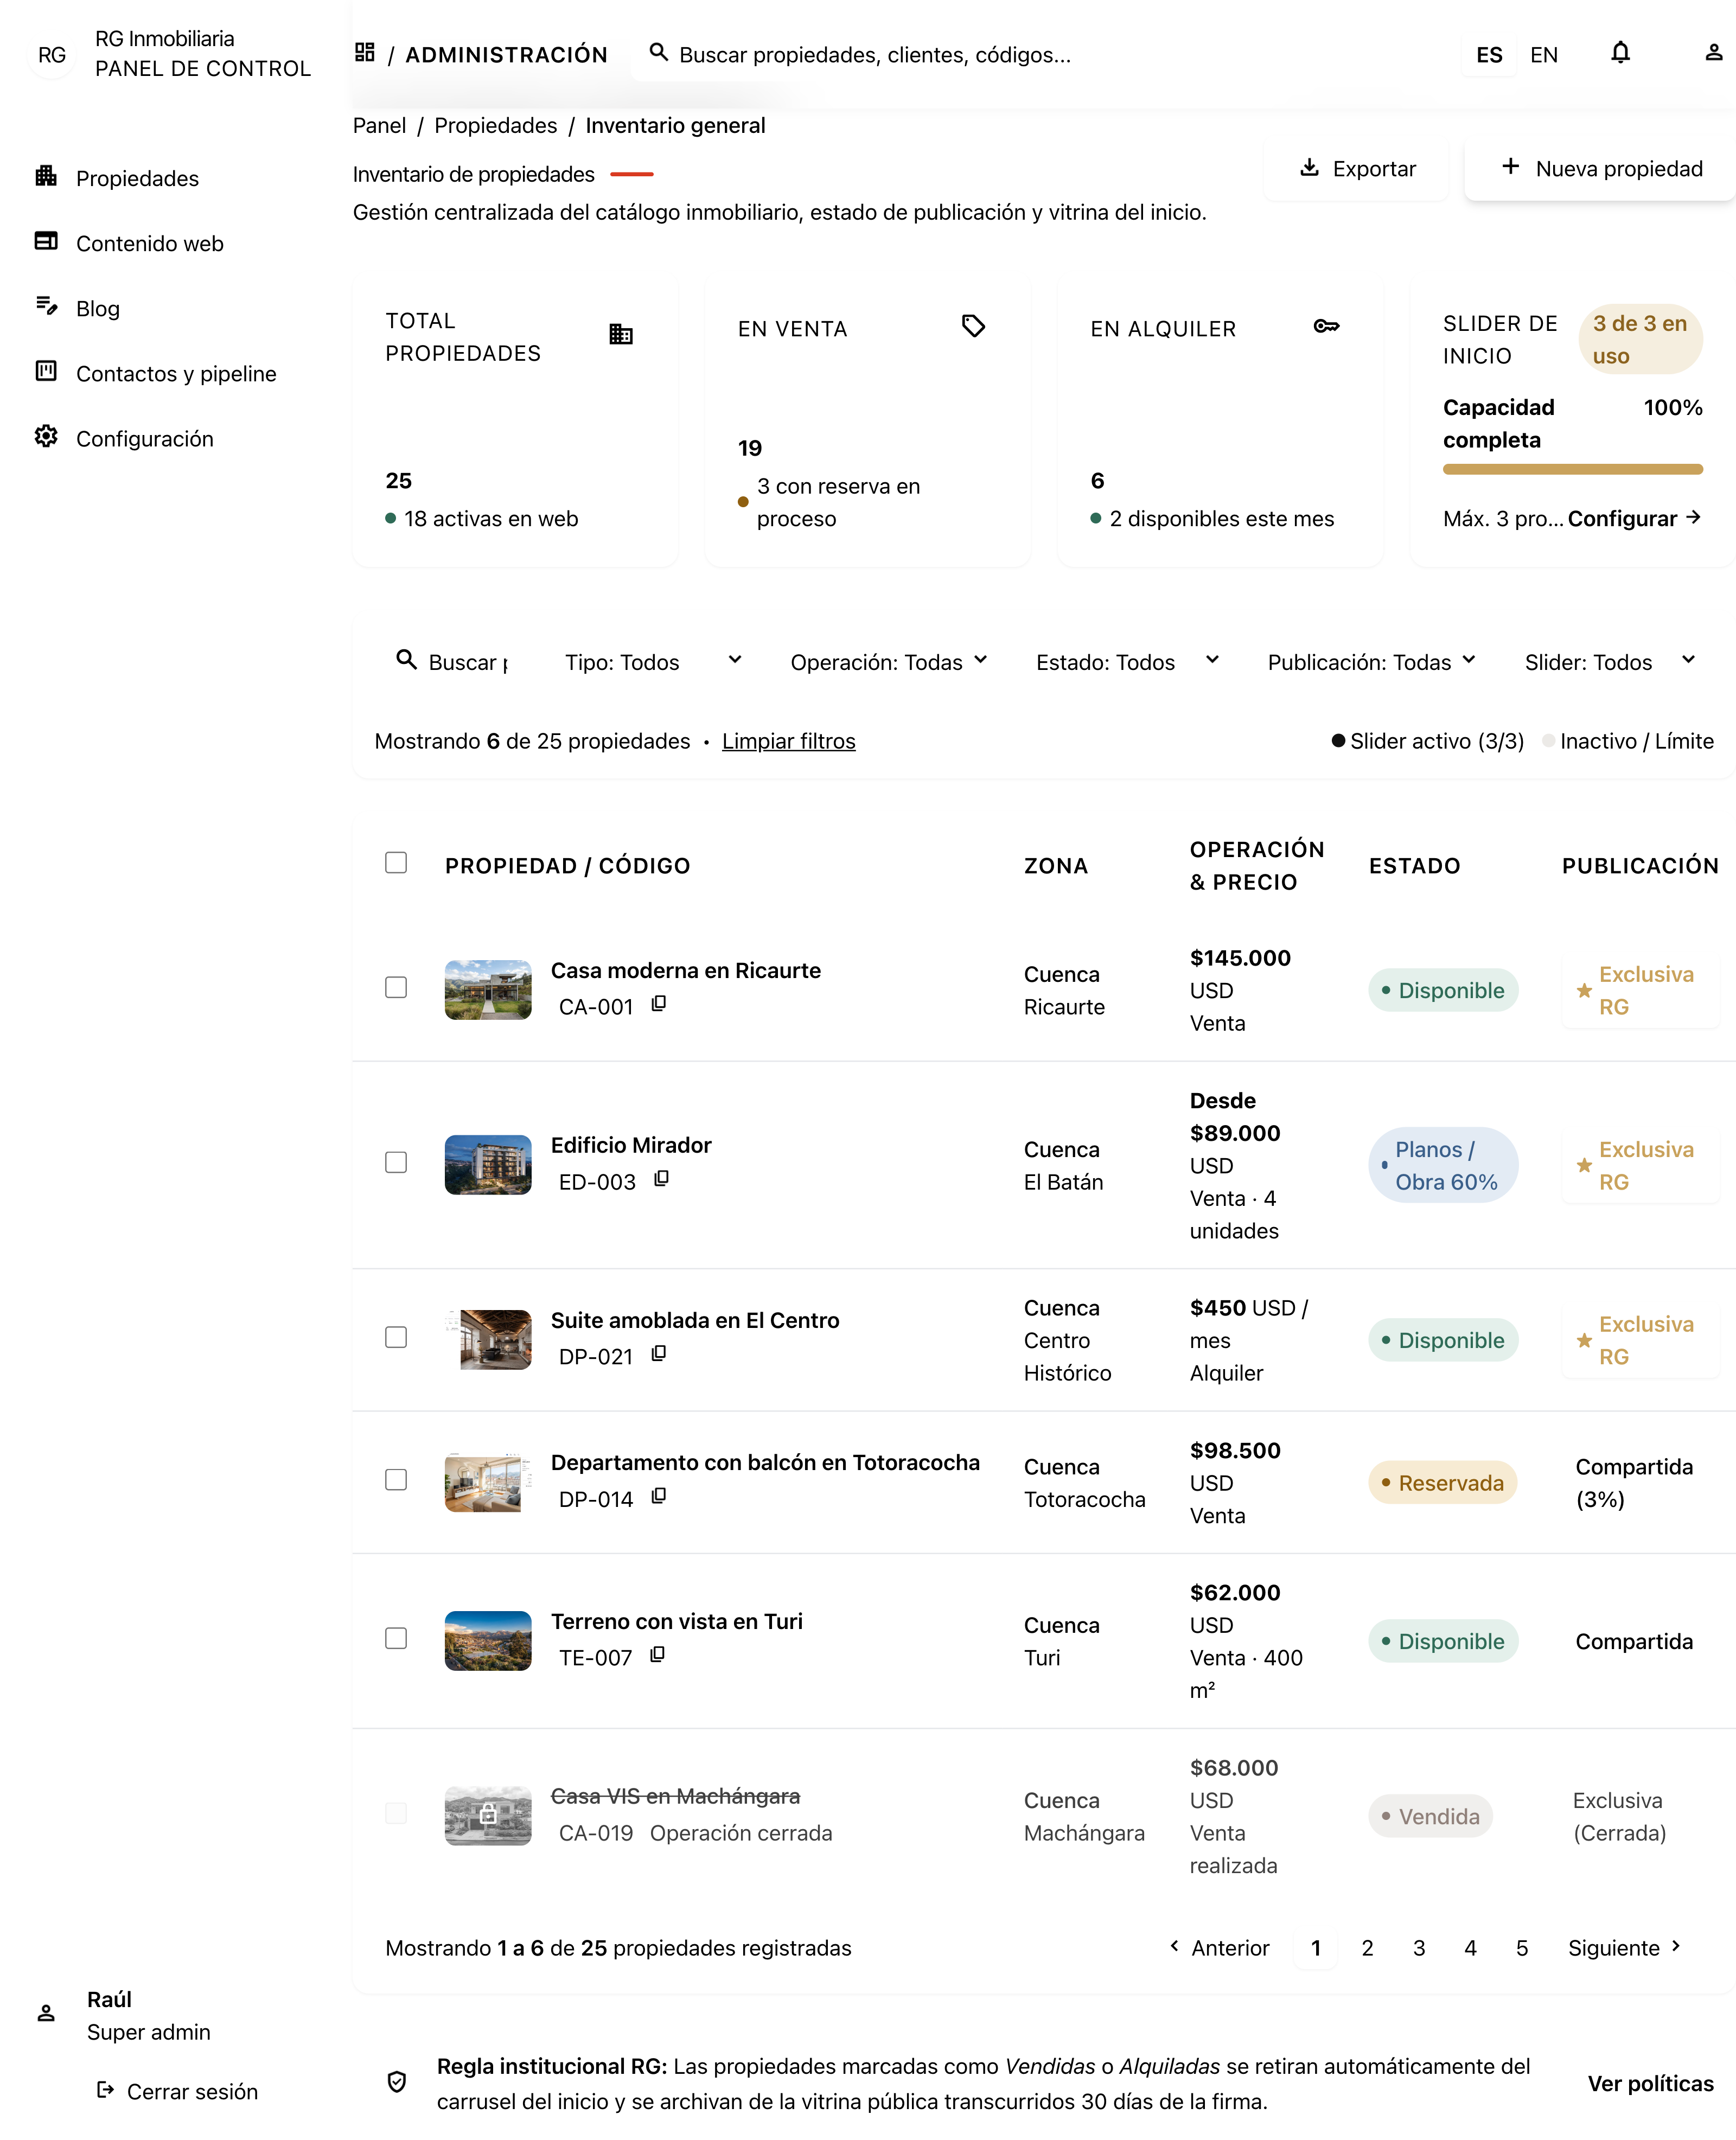 RG
RG Inmobiliaria
PANEL DE CONTROL
/ ADMINISTRACIÓN
Buscar propiedades, clientes, códigos...
ES
EN
Propiedades
Contenido web
Blog
Contactos y pipeline
Configuración
Panel / Propiedades / Inventario general
Inventario de propiedades
Gestión centralizada del catálogo inmobiliario, estado de publicación y vitrina del inicio.
Exportar
Nueva propiedad
TOTAL
PROPIEDADES
25
18 activas en web
EN VENTA
19
3 con reserva en
proceso
EN ALQUILER
6
2 disponibles este mes
SLIDER DE
INICIO
3 de 3 en
uso
Capacidad
completa
100%
Máx. 3 pro...
Configurar
Buscar
Tipo: Todos
Operación: Todas
Estado: Todos
Publicación: Todas
Slider: Todos
Mostrando 6 de 25 propiedades • Limpiar filtros
Slider activo (3/3)
Inactivo / Límite
PROPIEDAD / CÓDIGO
ZONA
OPERACIÓN
& PRECIO
ESTADO
PUBLICACIÓN
Casa moderna en Ricaurte
CA-001
Cuenca
Ricaurte
$145.000
USD
Venta
Disponible
Exclusiva
RG
Edificio Mirador
ED-003
Cuenca
El Batán
Desde
$89.000
USD
Venta · 4
unidades
Planos /
Obra 60%
Exclusiva
RG
Suite amoblada en El Centro
DP-021
Cuenca
Centro
Histórico
$450 USD /
mes
Alquiler
Disponible
Exclusiva
RG
Departamento con balcón en Totoracocha
DP-014
Cuenca
Totoracocha
$98.500
USD
Venta
Reservada
Compartida
(3%)
Terreno con vista en Turi
TE-007
Cuenca
Turi
$62.000
USD
Venta · 400
m²
Disponible
Compartida
Casa VIS en Machángara
CA-019 Operación cerrada
Cuenca
Machángara
$68.000
USD
Venta
realizada
Vendida
Exclusiva
(Cerrada)
Mostrando 1 a 6 de 25 propiedades registradas
Anterior 1 2 3 4 5 Siguiente
Raúl
Super admin
Cerrar sesión
Regla institucional RG: Las propiedades marcadas como Vendidas o Alquiladas se retiran automáticamente del
carrusel del inicio y se archivan de la vitrina pública transcurridos 30 días de la firma.
Ver políticas